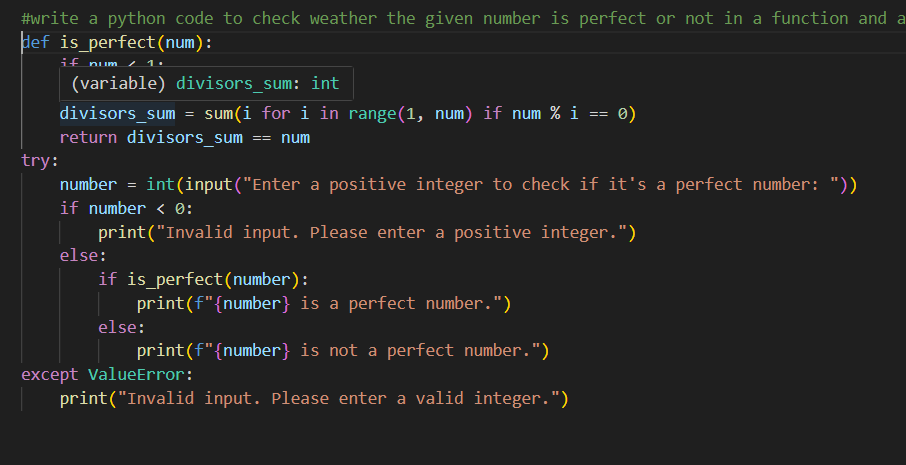 #write a python code to check weather the given number is perfect or not in a function and a
def is_perfect(num):
if num < 1:
(variable) divisors_sum: int
divisors_sum = sum(i for i in range(1, num) if num % i == 0)
return divisors_sum == num
try:
number = int(input("Enter a positive integer to check if it's a perfect number: "))
if number < 0:
print("Invalid input. Please enter a positive integer.")
else:
if is_perfect(number):
print(f"{number} is a perfect number.")
else:
print(f"{number} is not a perfect number.")
except ValueError:
print("Invalid input. Please enter a valid integer.")